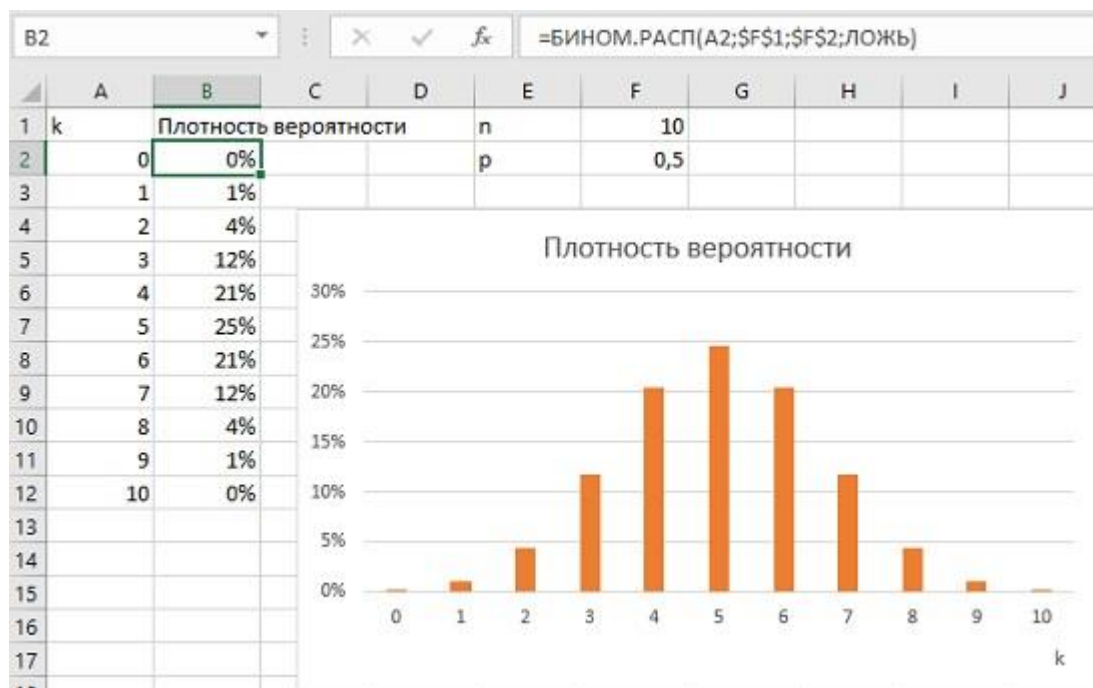 B2 fx =БИНОМ.РАСП(A2;$F$1;$F$2;ЛОЖЬ)
A B C D E F G H I J
1 k Плотность вероятности n 10
2 0 0% p 0,5
3 1 1%
4 2 4%
5 3 12%
6 4 21%
7 5 25%
8 6 21%
9 7 12%
10 8 4%
11 9 1%
12 10 0%
13
14
15
16
17
Плотность вероятности
30%
25%
20%
15%
10%
5%
0%
0 1 2 3 4 5 6 7 8 9 10
k